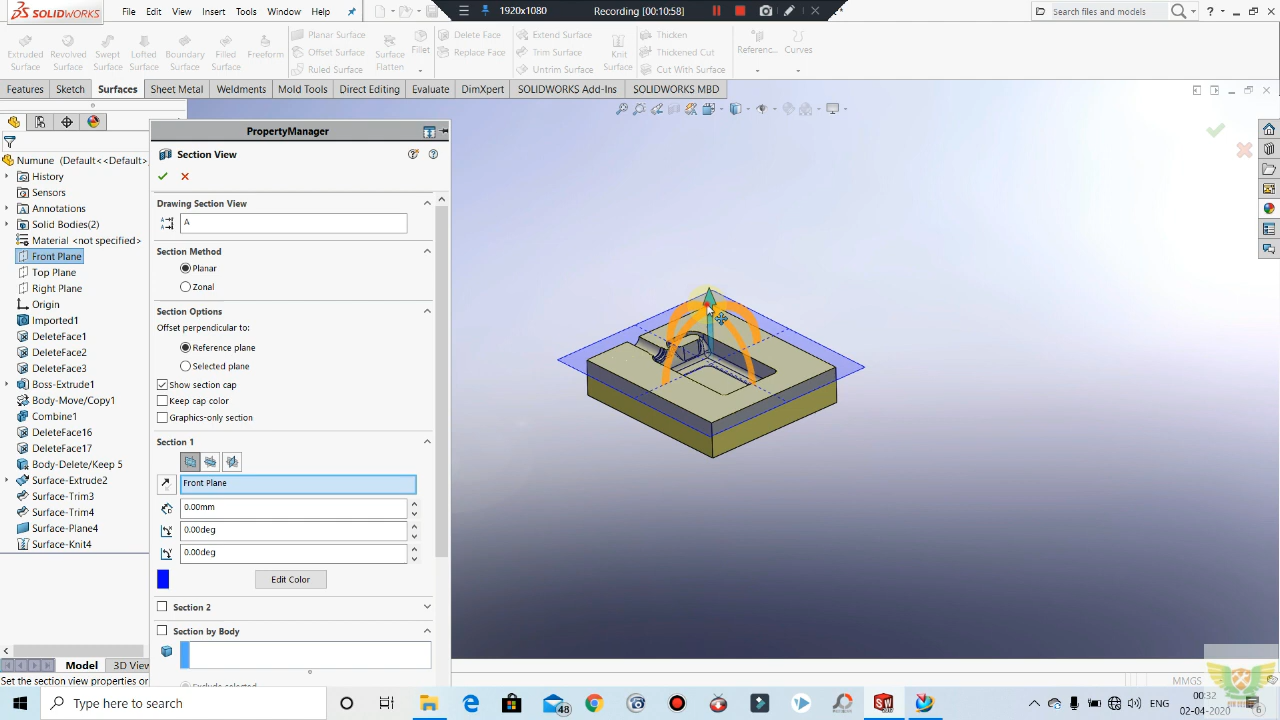 SOLIDWORKS
File Edit View Insert Tools Window Help
1920x1080
Recording [00:10:58]
Search files and models
?
Extruded Surface
Revolved Surface
Swept Surface
Lofted Surface
Boundary Surface
Filled Surface
Freeform
Planar Surface
Offset Surface
Ruled Surface
Surface Flatten
Fillet
Delete Face
Replace Face
Extend Surface
Trim Surface
Untrim Surface
Knit Surface
Thicken
Thickened Cut
Cut With Surface
Referenc...
Curves
Features Sketch Surfaces Sheet Metal Weldments Mold Tools Direct Editing Evaluate DimXpert SOLIDWORKS Add-Ins SOLIDWORKS MBD
Numune (Default<<Default>
History
Sensors
Annotations
Solid Bodies(2)
Material <not specified>
Front Plane
Top Plane
Right Plane
Origin
Imported1
DeleteFace1
DeleteFace2
DeleteFace3
Boss-Extrude1
Body-Move/Copy1
Combine1
DeleteFace16
DeleteFace17
Body-Delete/Keep 5
Surface-Extrude2
Surface-Trim3
Surface-Trim4
Surface-Plane4
Surface-Knit4
PropertyManager
Section View
Drawing Section View
A
Section Method
Planar
Zonal
Section Options
Offset perpendicular to:
Reference plane
Selected plane
Show section cap
Keep cap color
Graphics-only section
Section 1
Front Plane
0.00mm
0.00deg
0.00deg
Edit Color
Section 2
Section by Body
Model 3D View
Set the section view properties or
MMGS
Type here to search
48
ENG
00:32
02-04-2020
6